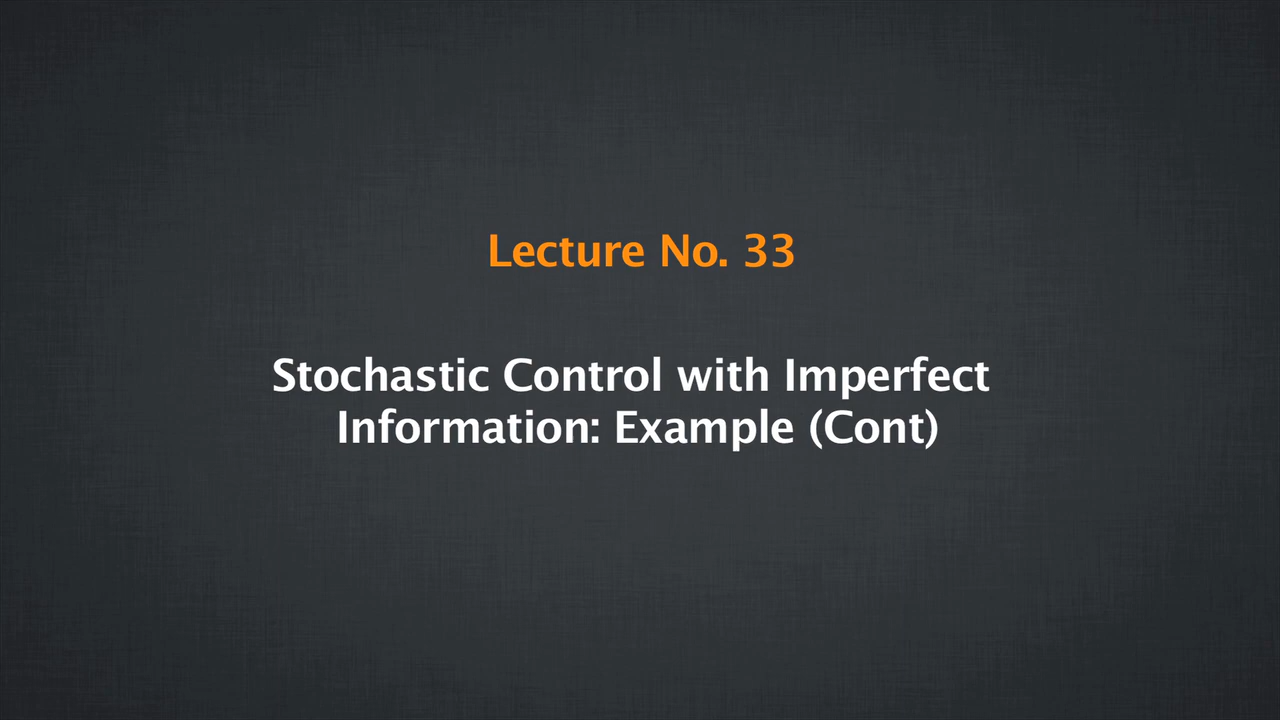 Lecture No. 33
Stochastic Control with Imperfect
Information: Example (Cont)